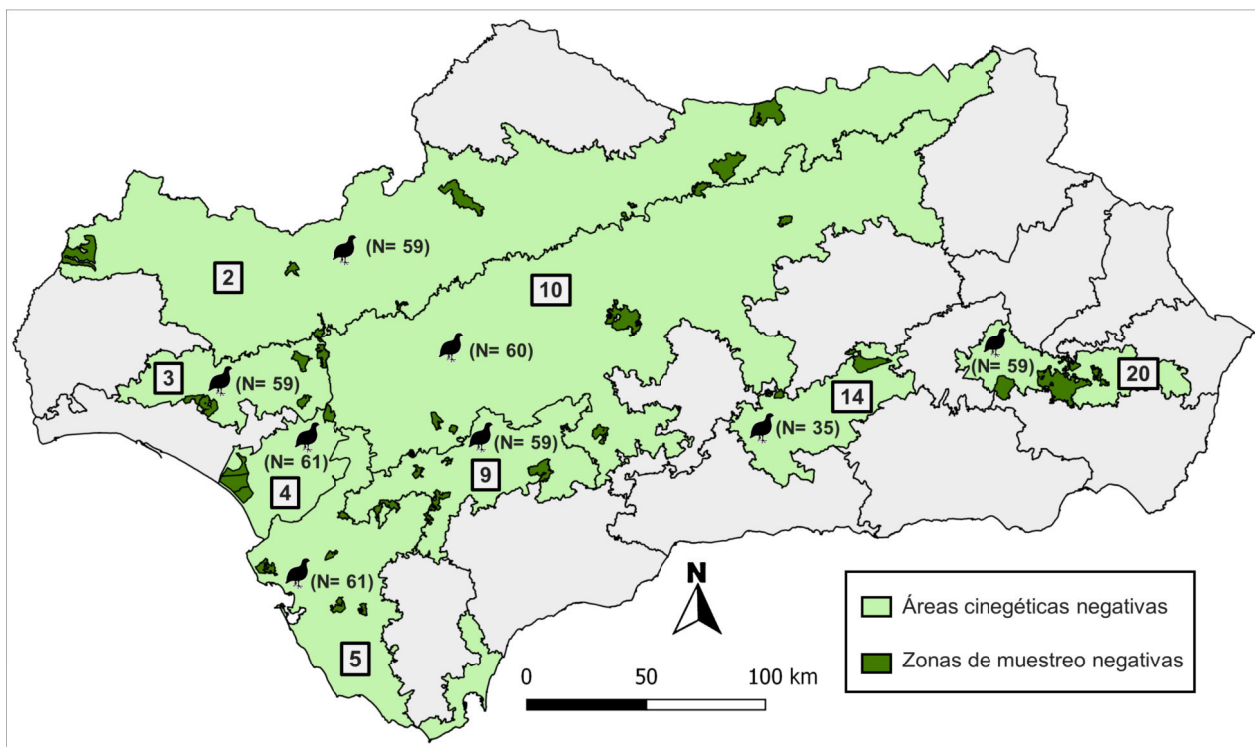 (N= 59)
2
10
(N= 60)
3
(N= 59)
(N= 59)
20
14
(N= 35)
(N= 61)
4
(N= 59)
9
(N= 61)
5
N
0 50 100 km
Áreas cinegéticas negativas
Zonas de muestreo negativas